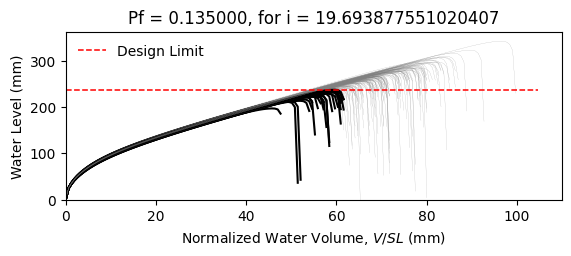 Pf = 0.135000, for i = 19.693877551020407
Design Limit
Water Level (mm)
300
200
100
0
0 20 40 60 80 100
Normalized Water Volume, V/SL (mm)